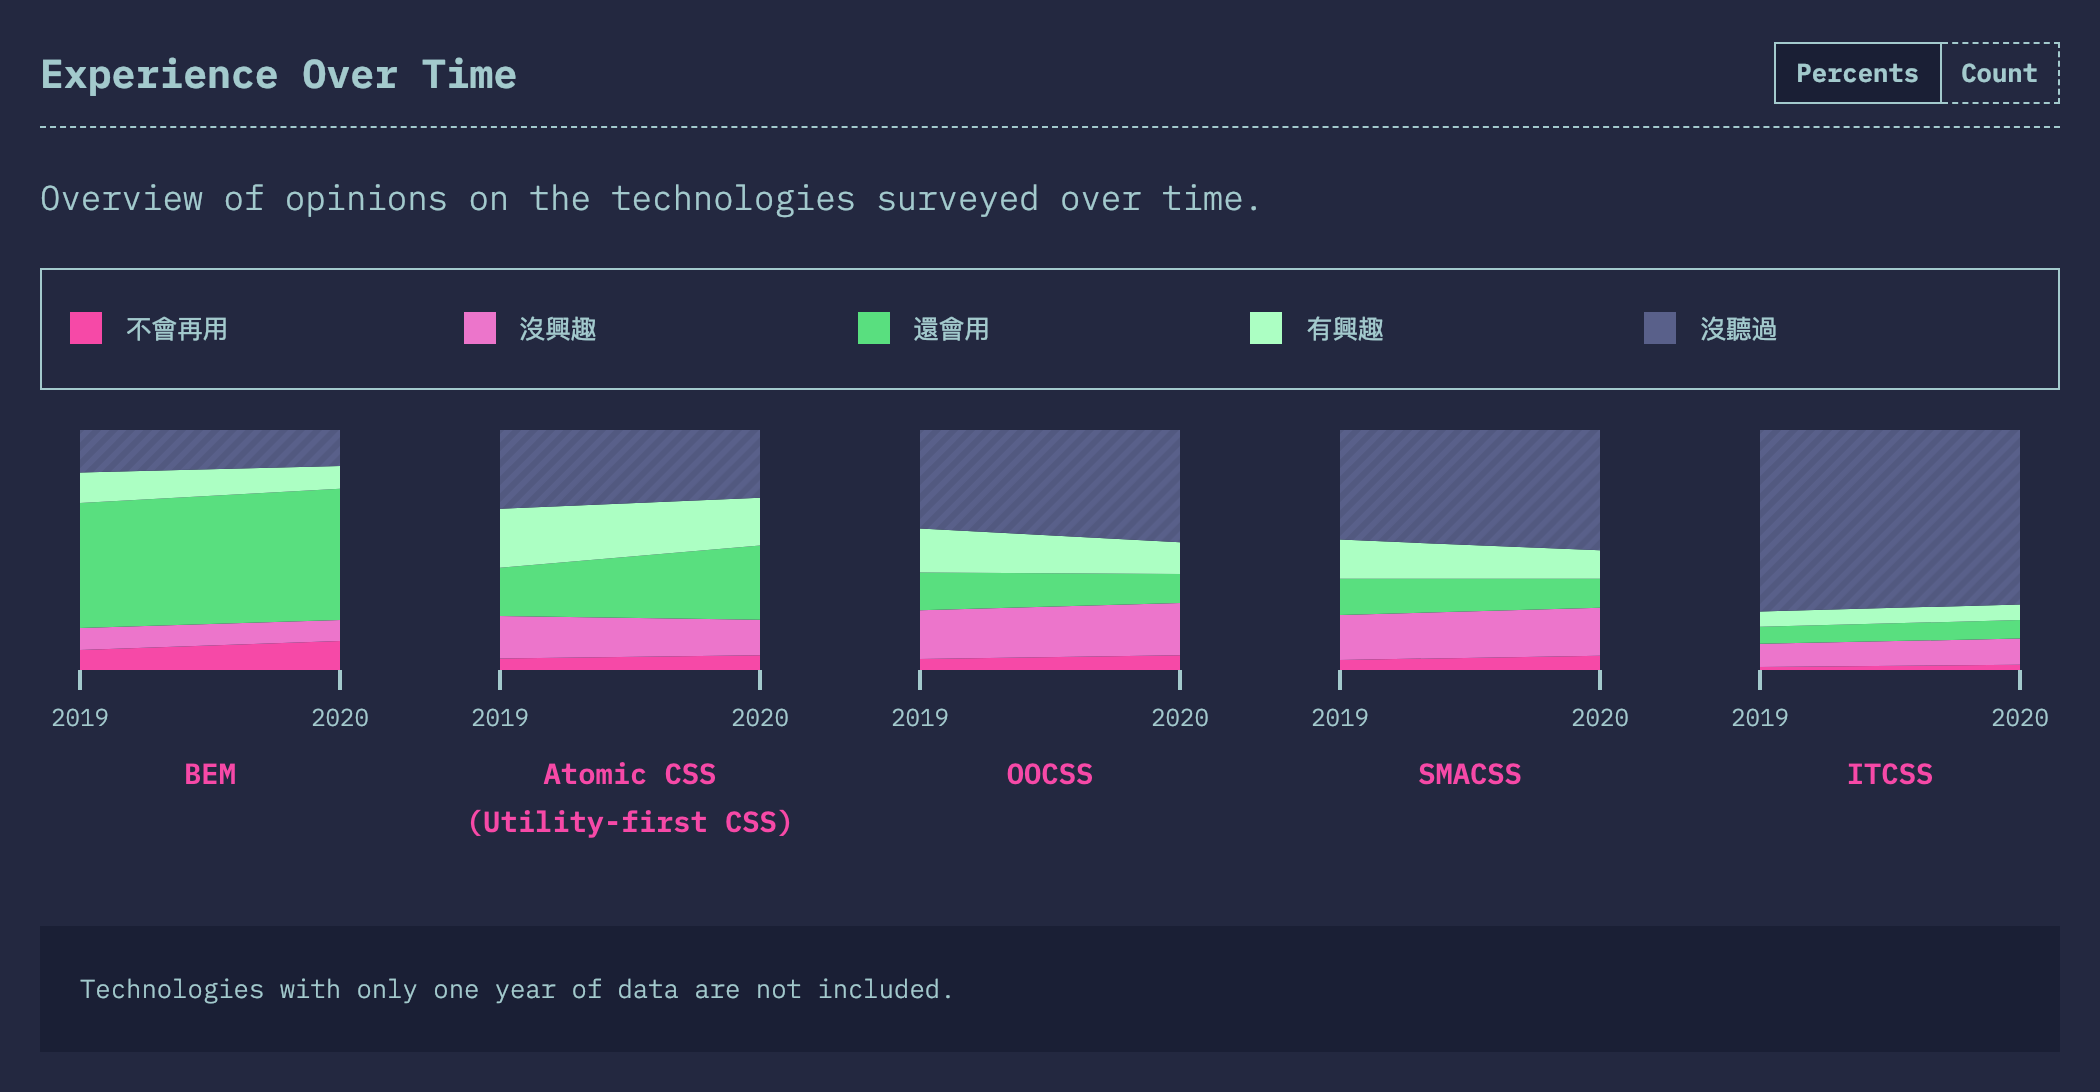 Experience Over Time
Percents Count
Overview of opinions on the technologies surveyed over time.
不會再用 沒興趣 還會用 有興趣 沒聽過
2019 2020 2019 2020 2019 2020 2019 2020 2019 2020
BEM Atomic CSS OOCSS SMACSS ITCSS
(Utility-first CSS)
Technologies with only one year of data are not included.